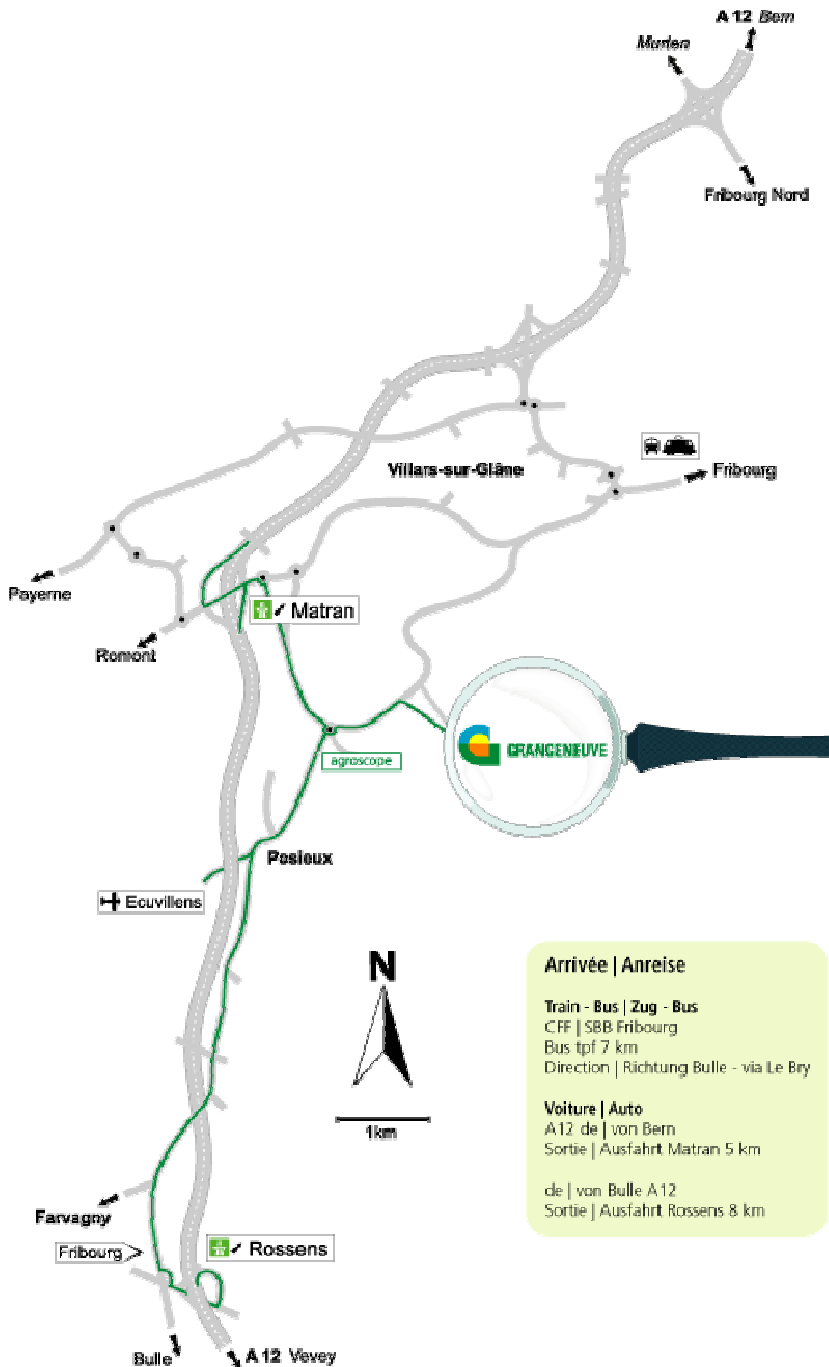 A 12 Bern
Murten
Fribourg Nord
Villars-sur-Glâne
Fribourg
Payerne
Matran
Romont
GRANGENEUVE
agroscope
Posieux
Ecuvillens
N
1km
Arrivée | Anreise
Train - Bus | Zug - Bus
CFF | SBB Fribourg
Bus tpf 7 km
Direction | Richtung Bulle - via Le Bry
Voiture | Auto
A12 de | von Bern
Sortie | Ausfahrt Matran 5 km
de | von Bulle A12
Sortie | Ausfahrt Rossens 8 km
Farvagny
Fribourg
Rossens
Bulle
A 12 Vevey